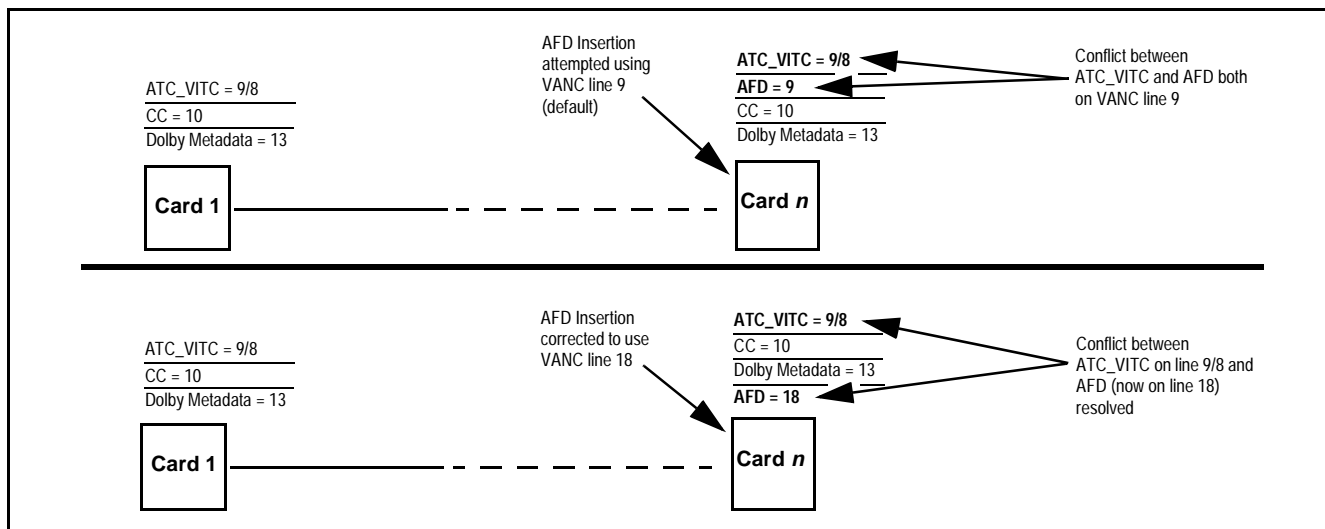 AFD Insertion
attempted using
VANC line 9
(default)
ATC_VITC = 9/8
CC = 10
Dolby Metadata = 13
Card 1
ATC_VITC = 9/8
AFD = 9
CC = 10
Dolby Metadata = 13
Card n
Conflict between
ATC_VITC and AFD both
on VANC line 9
ATC_VITC = 9/8
CC = 10
Dolby Metadata = 13
Card 1
AFD Insertion
corrected to use
VANC line 18
ATC_VITC = 9/8
CC = 10
Dolby Metadata = 13
AFD = 18
Card n
Conflict between
ATC_VITC on line 9/8 and
AFD (now on line 18)
resolved